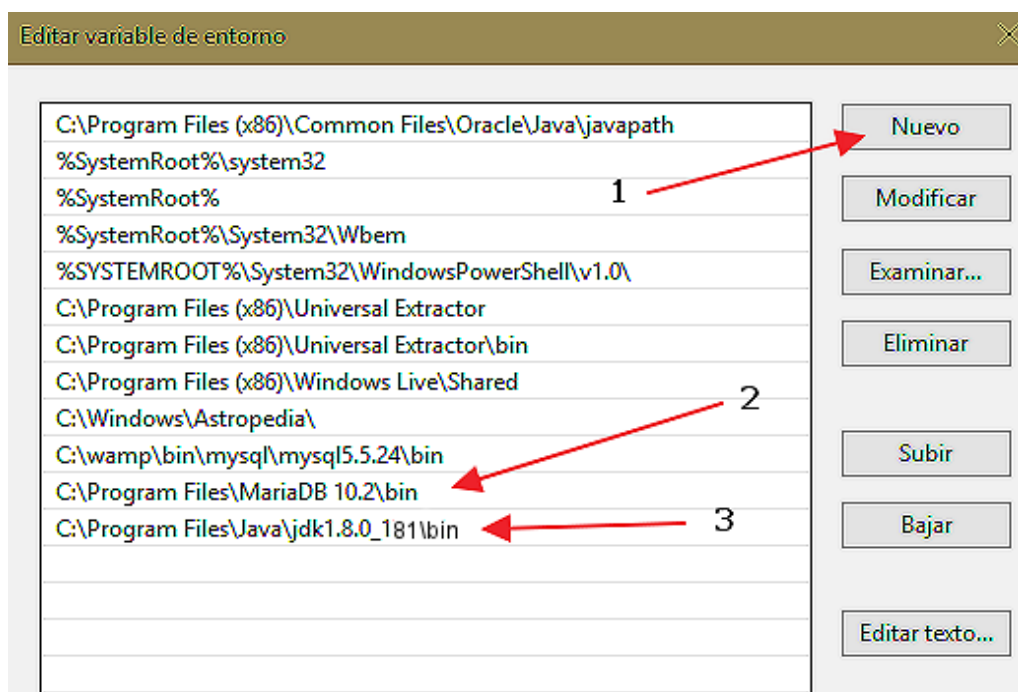 Editar variable de entorno
C:\Program Files (x86)\Common Files\Oracle\Java\javapath
Nuevo
%SystemRoot%\system32
%SystemRoot%
1
Modificar
%SystemRoot%\System32\Wbem
%SYSTEMROOT%\System32\WindowsPowerShell\v1.0\
Examinar...
C:\Program Files (x86)\Universal Extractor
C:\Program Files (x86)\Universal Extractor\bin
Eliminar
C:\Program Files (x86)\Windows Live\Shared
2
C:\Windows\Astropedia\
C:\wamp\bin\mysql\mysql5.5.24\bin
Subir
C:\Program Files\MariaDB 10.2\bin
C:\Program Files\Java\jdk1.8.0_181\bin
3
Bajar
Editar texto...